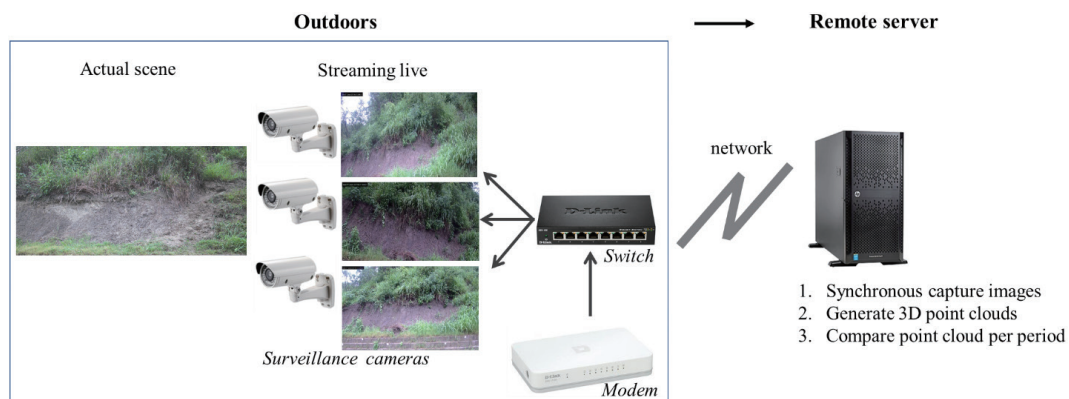 Outdoors
Remote server
Actual scene
Streaming live
network
D-Link
Switch
1. Synchronous capture images
2. Generate 3D point clouds
3. Compare point cloud per period
Surveillance cameras
Modem